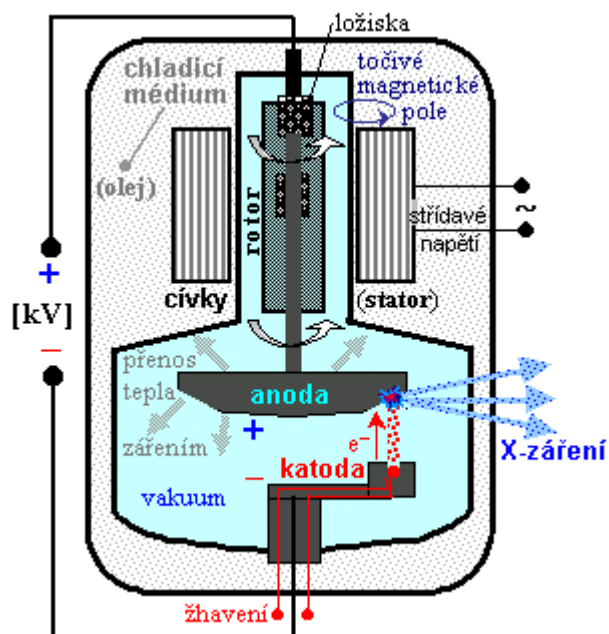 ložiska
chladicí
médium
točivé
magnetické
pole
(olej)
rotor
střídavé
napětí
~
+
[kV]
−
cívky
(stator)
přenos
tepla
zářením
anoda
+
e−
X-záření
− katoda
vakuum
žhavení